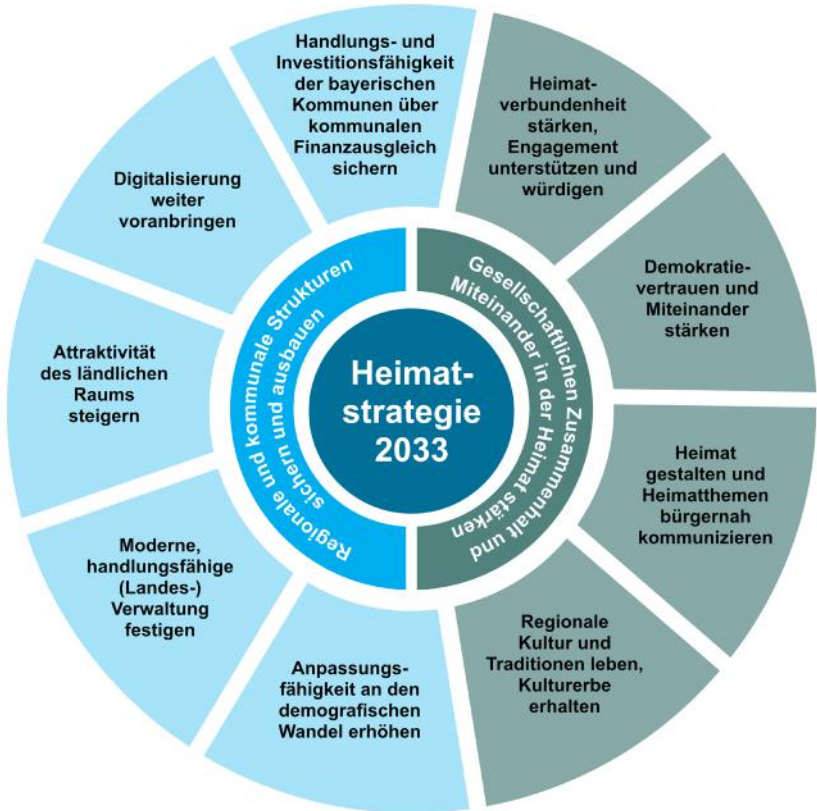 Heimat-
strategie
2033
Regionale und kommunale Strukturen
sichern und ausbauen
Gesellschaftlichen Zusammenhalt und
Miteinander in der Heimat stärken
Handlungs- und
Investitionsfähigkeit
der bayerischen
Kommunen über
kommunalen
Finanzausgleich
sichern
Heimat-
verbundenheit
stärken,
Engagement
unterstützen und
würdigen
Demokratie-
vertrauen und
Miteinander
stärken
Heimat
gestalten und
Heimatthemen
bürgernah
kommunizieren
Regionale
Kultur und
Traditionen leben,
Kulturerbe
erhalten
Anpassungs-
fähigkeit an den
demografischen
Wandel erhöhen
Moderne,
handlungsfähige
(Landes-)
Verwaltung
festigen
Attraktivität
des ländlichen
Raums
steigern
Digitalisierung
weiter
voranbringen